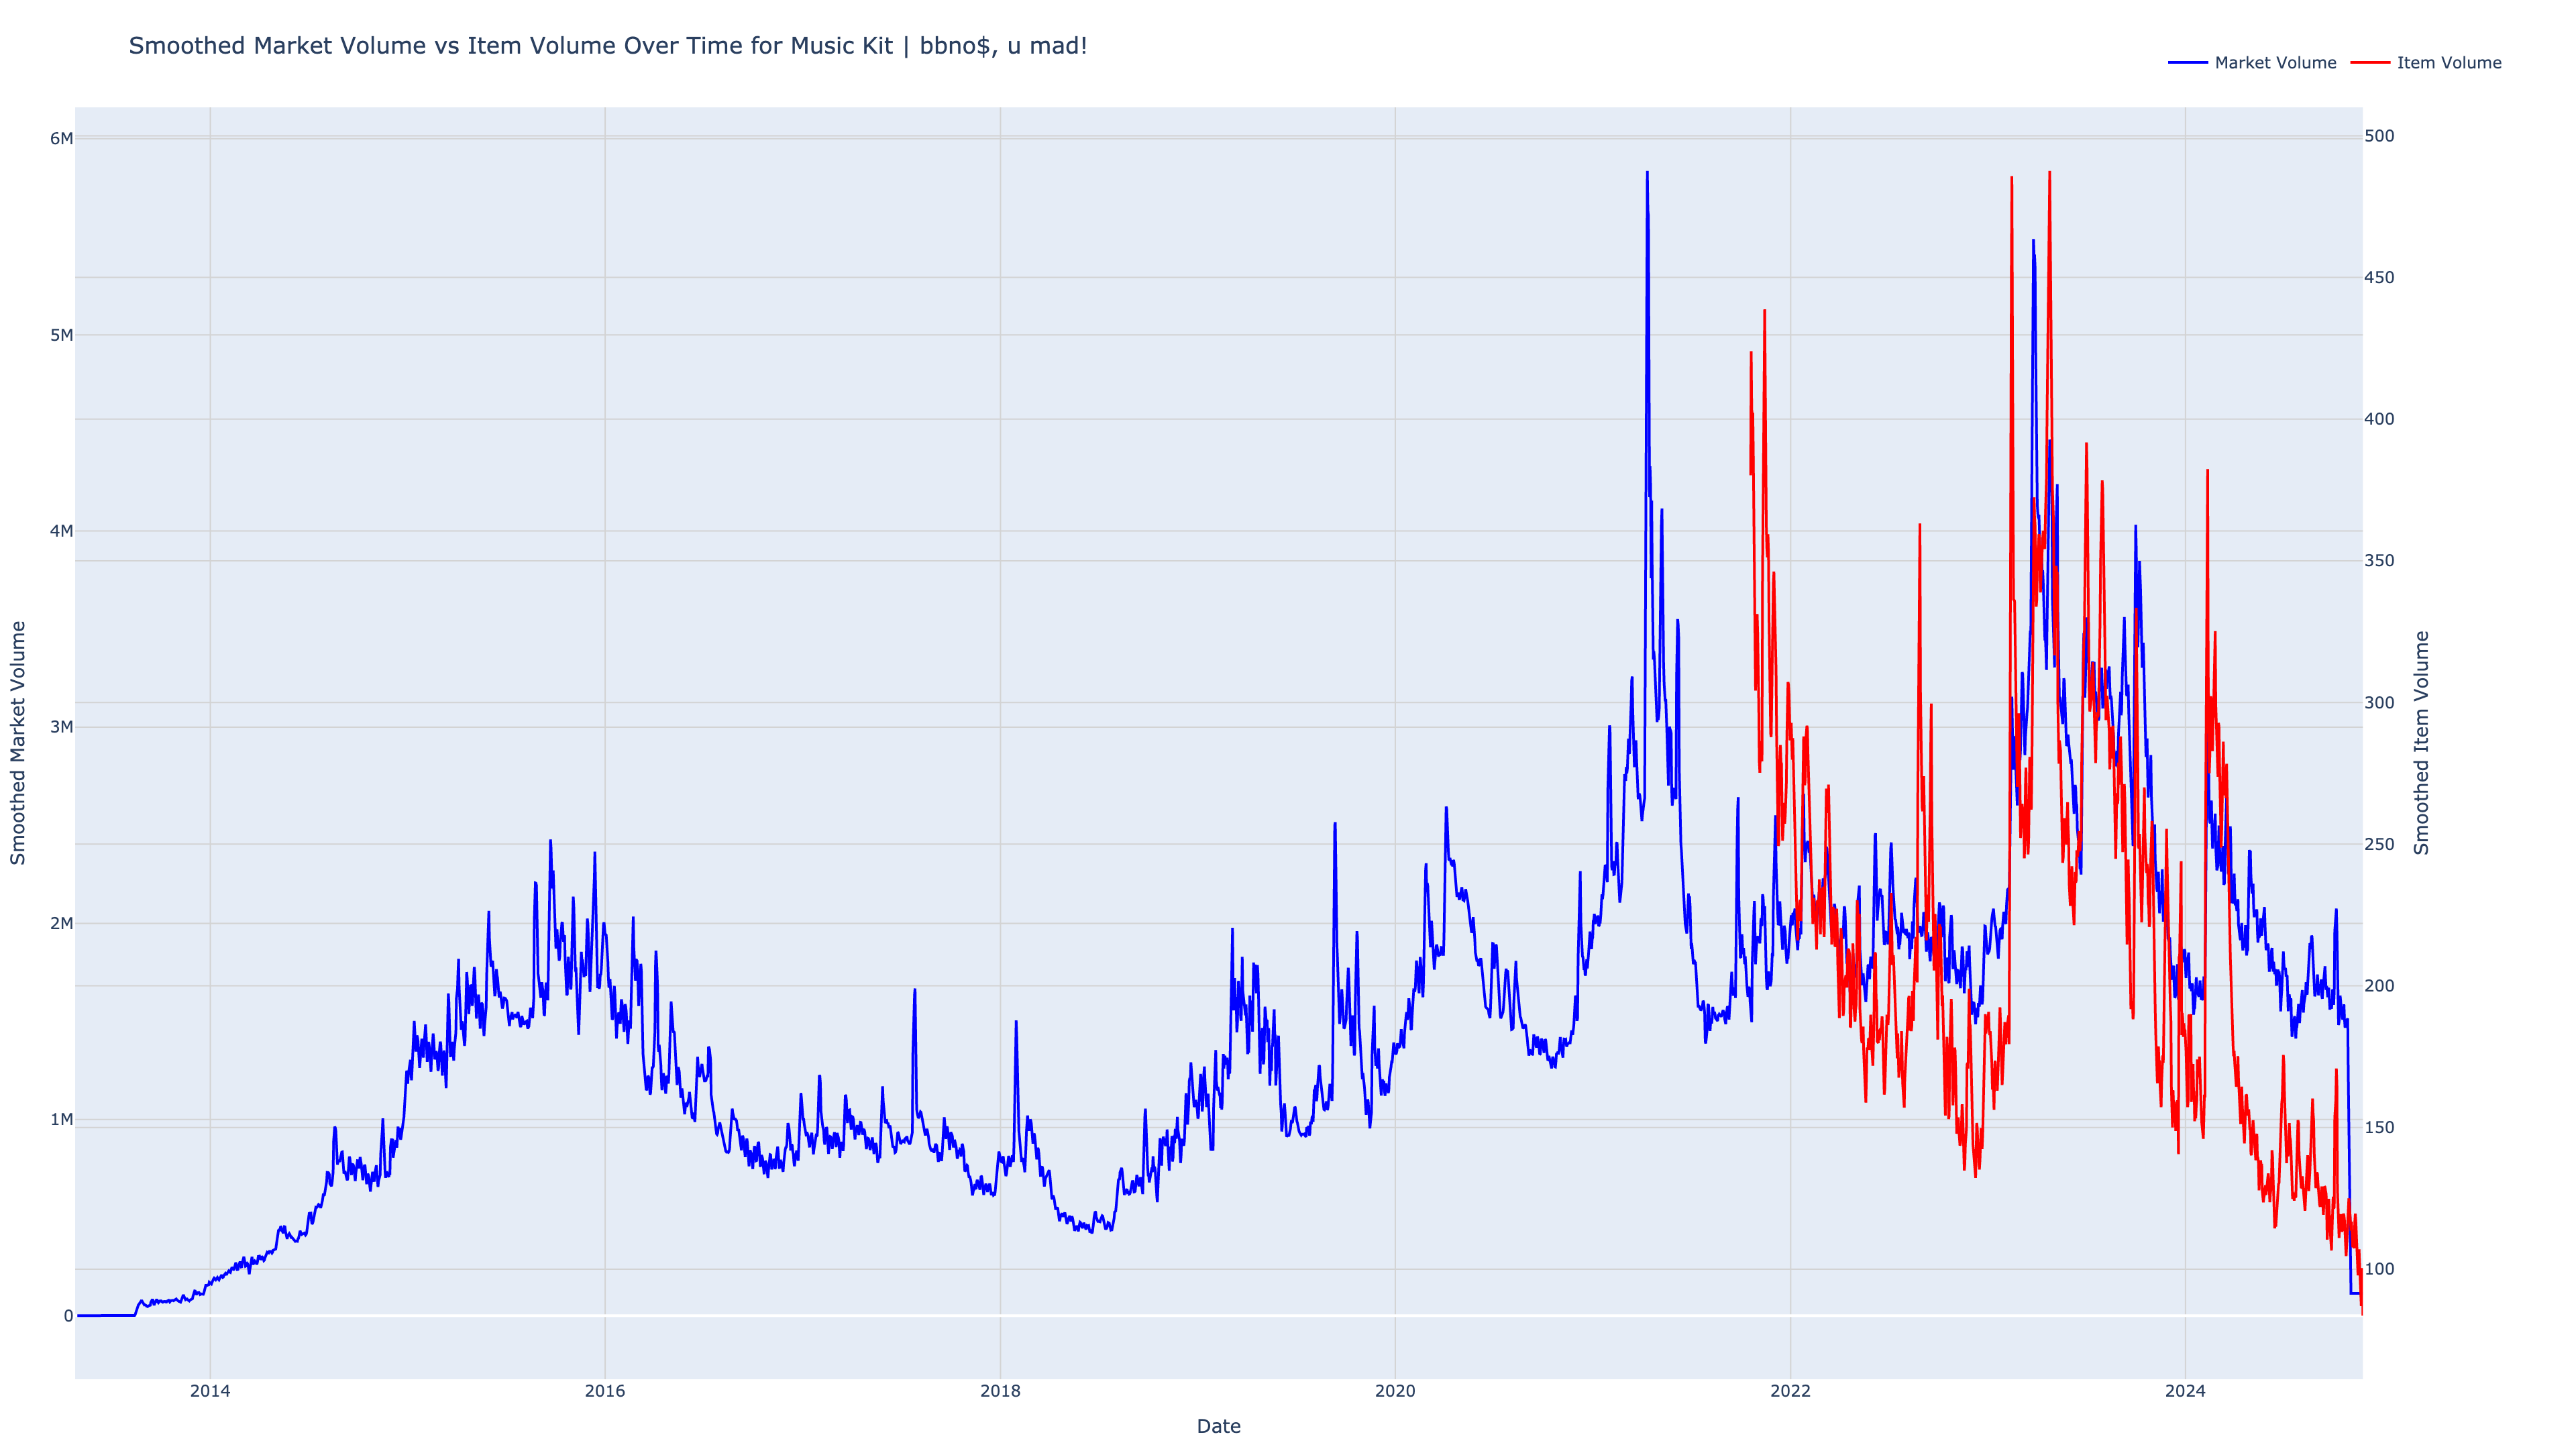 Smoothed Market Volume vs Item Volume Over Time for Music Kit | bbno$, u mad!
Market Volume
Item Volume
6M
5M
4M
3M
2M
1M
0
Smoothed Market Volume
500
450
400
350
300
250
200
150
100
Smoothed Item Volume
2014
2016
2018
2020
2022
2024
Date